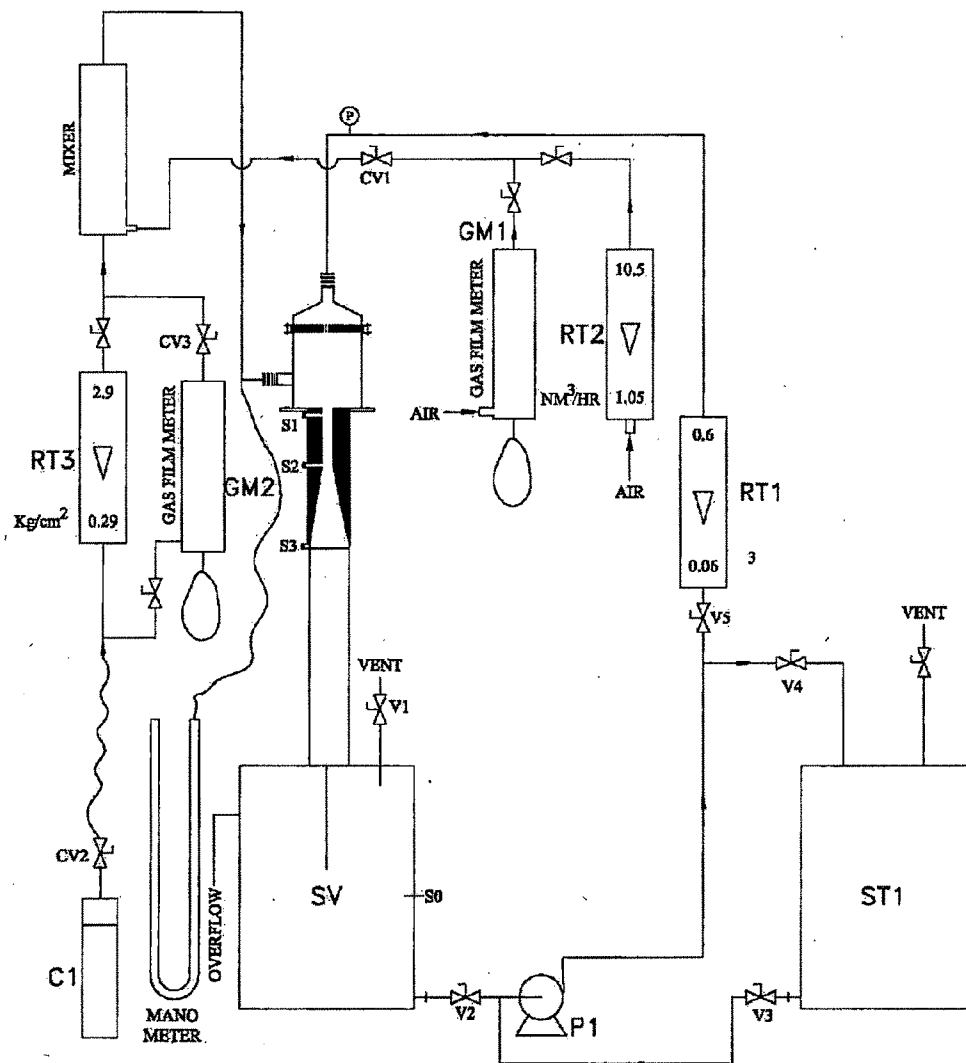 MIXER
P
CV1
GM1
GAS FILM METER
AIR
10.5
RT2
NM³/HR
1.05
AIR
CV3
2.9
RT3
Kg/cm²
0.29
GAS FILM METER
GM2
S1
S2
S3
0.6
RT1
0.06
3
V5
VENT
V4
VENT
V1
CV2
C1
MANO
METER
OVERFLOW
SV
S0
V2
P1
V3
ST1